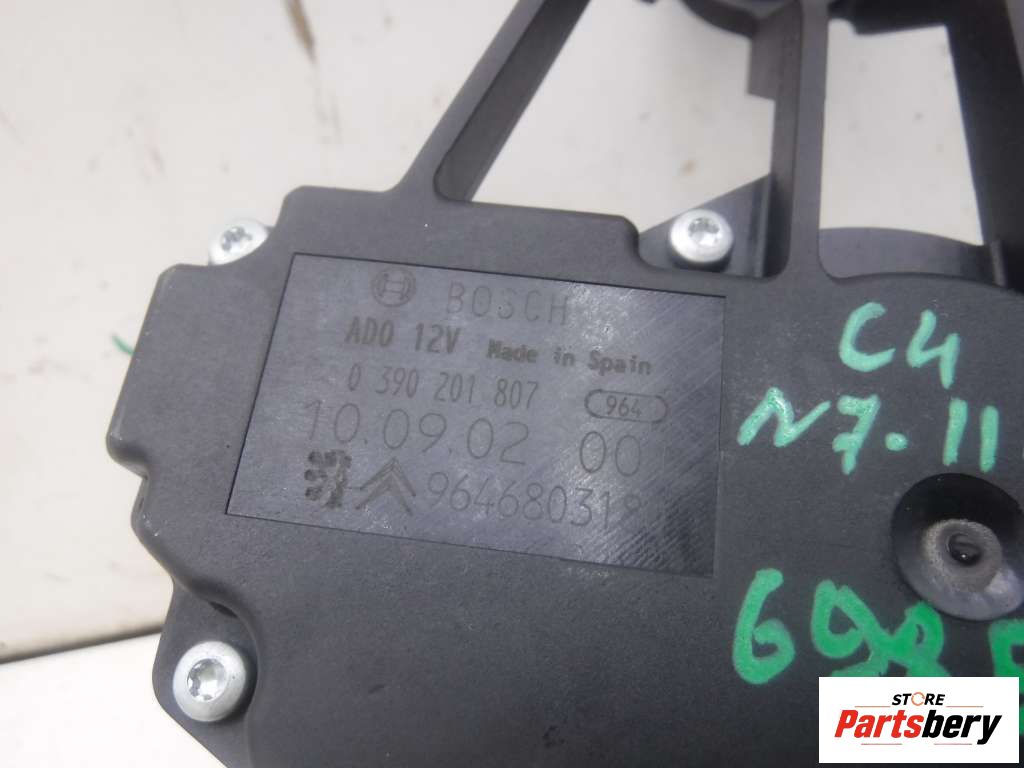 BOSCH
ADO 12V Made in Spain
0 390 201 807 964
10.09.02 00
C4
N7-11
STORE
Partsbery